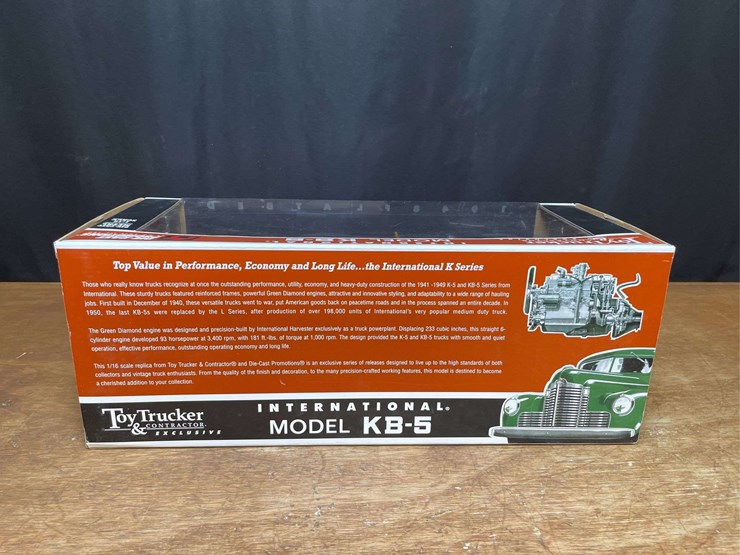 Top Value in Performance, Economy and Long Life...the International K Series
Those who really know trucks recognize at once the outstanding performance, utility, economy, and heavy-duty construction of the 1941 -1949 K-5 and KB-5 Series from
International. These sturdy trucks featured reinforced frames, powerful Green Diamond engines, attractive and innovative styling, and adaptability to a wide range of hauling
jobs. First built in December of 1940, these versatile trucks went to war, put American goods back on peacetime roads and in the process spanned an entire decade. In
1950, the last KB-5s were replaced by the L Series, after production of over 198,000 units of International's very popular medium duty truck.
The Green Diamond engine was designed and precision-built by International Harvester exclusively as a truck powerplant. Displacing 233 cubic inches, this straight 6-
cylinder engine developed 93 horsepower at 3,400 rpm, with 181 ft.-lbs. of torque at 1,000 rpm. The design provided the K-5 and KB-5 trucks with smooth and quiet
operation, effective performance, outstanding operating economy and long life.
This 1/16 scale replica from Toy Trucker & Contractor® and Die-Cast Promotions® is an exclusive series of releases designed to live up to the high standards of both
collectors and vintage truck enthusiasts. From the quality of the finish and decoration, to the many precision-crafted working features, this model is destined to become
a cherished addition to your collection.
Toy Trucker
& CONTRACTOR®
EXCLUSIVE
INTERNATIONAL®
MODEL KB-5